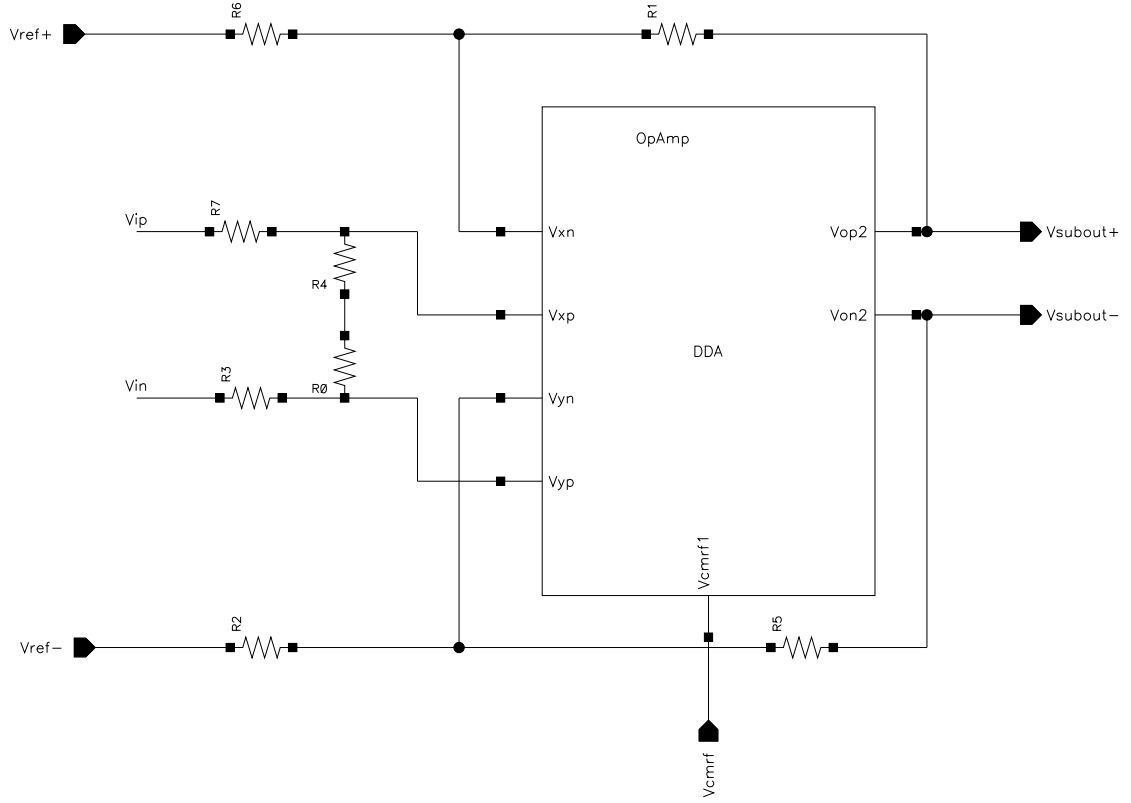 R6
R1
Vref+
OpAmp
Vip
R7
Vxn
Vop2
Vsubout+
R4
Vxp
Von2
Vsubout-
DDA
R3
Vin
R0
Vyn
Vyp
Vcmrf1
R2
R5
Vref-
Vcmrf